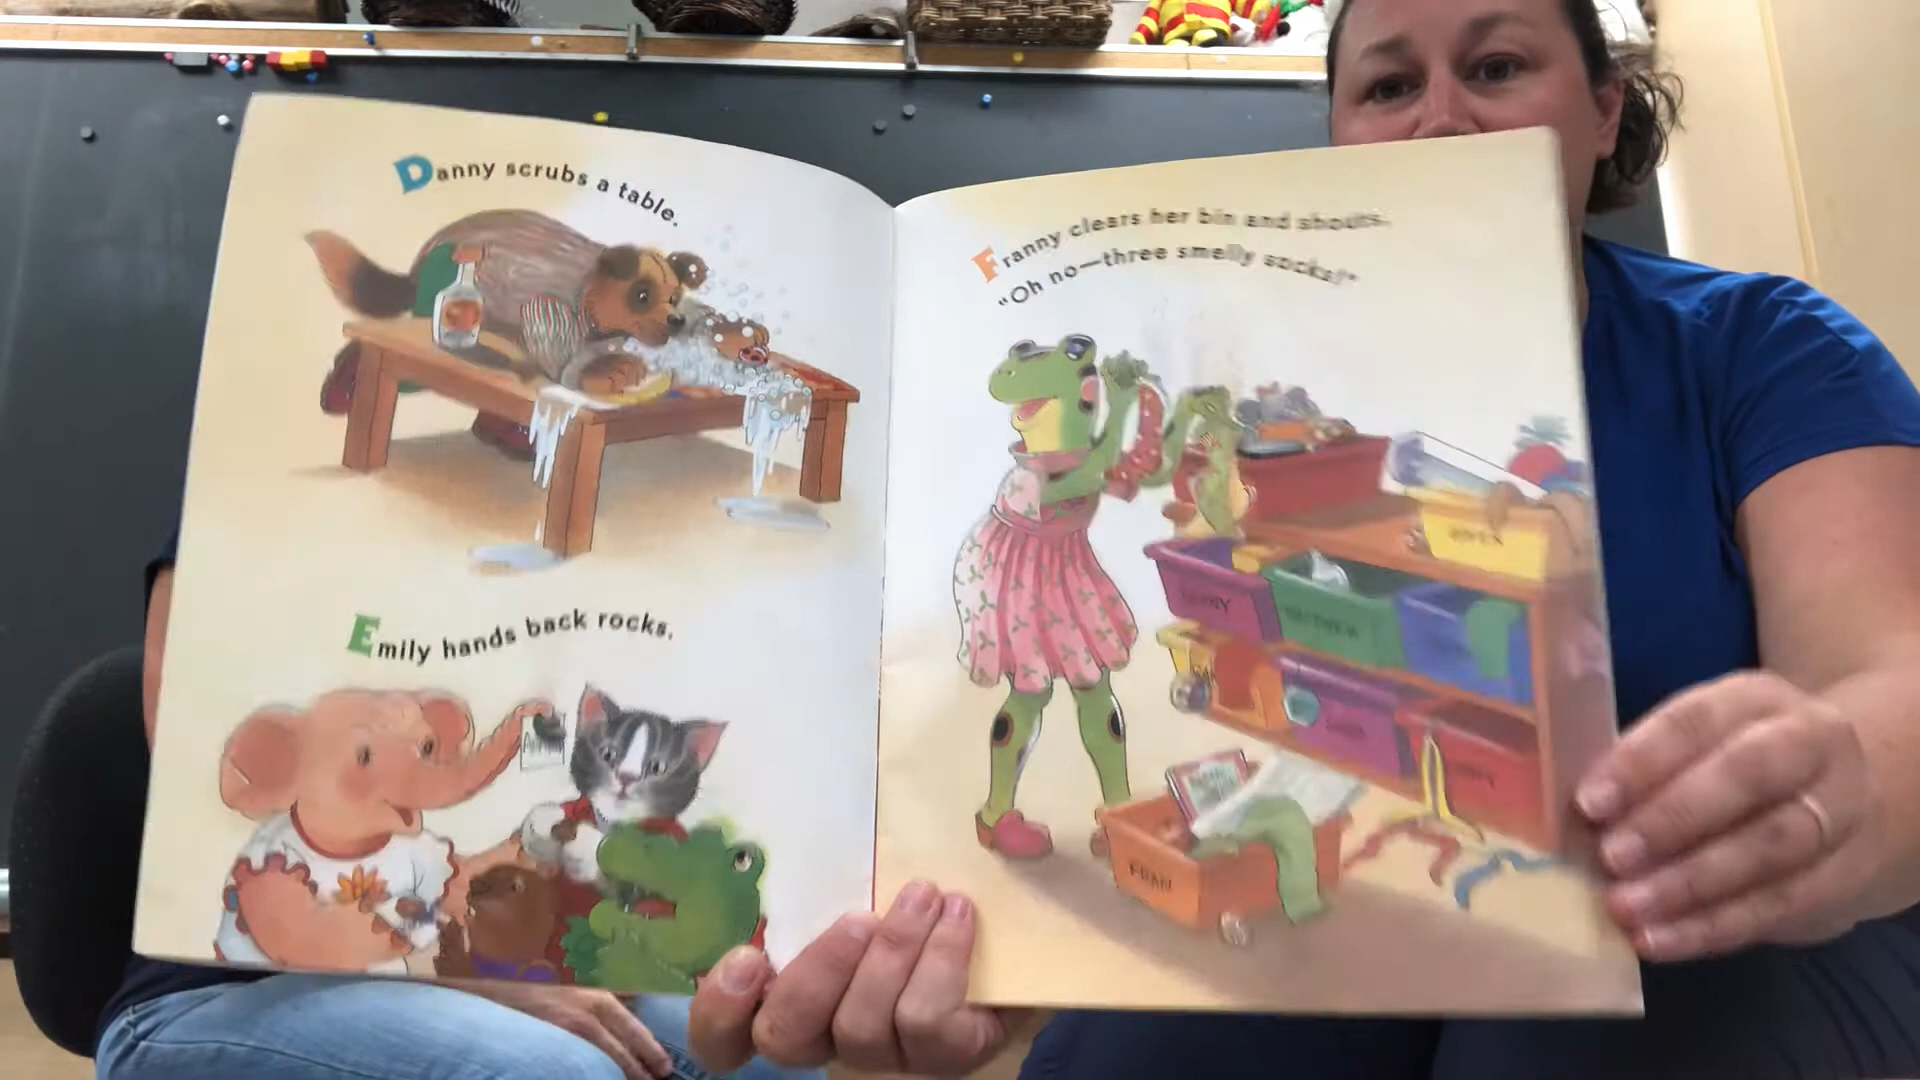 Danny scrubs a table.
Emily hands back rocks.
Franny clears her bin and shouts,
"Oh no—three smelly socks!"
FRAN